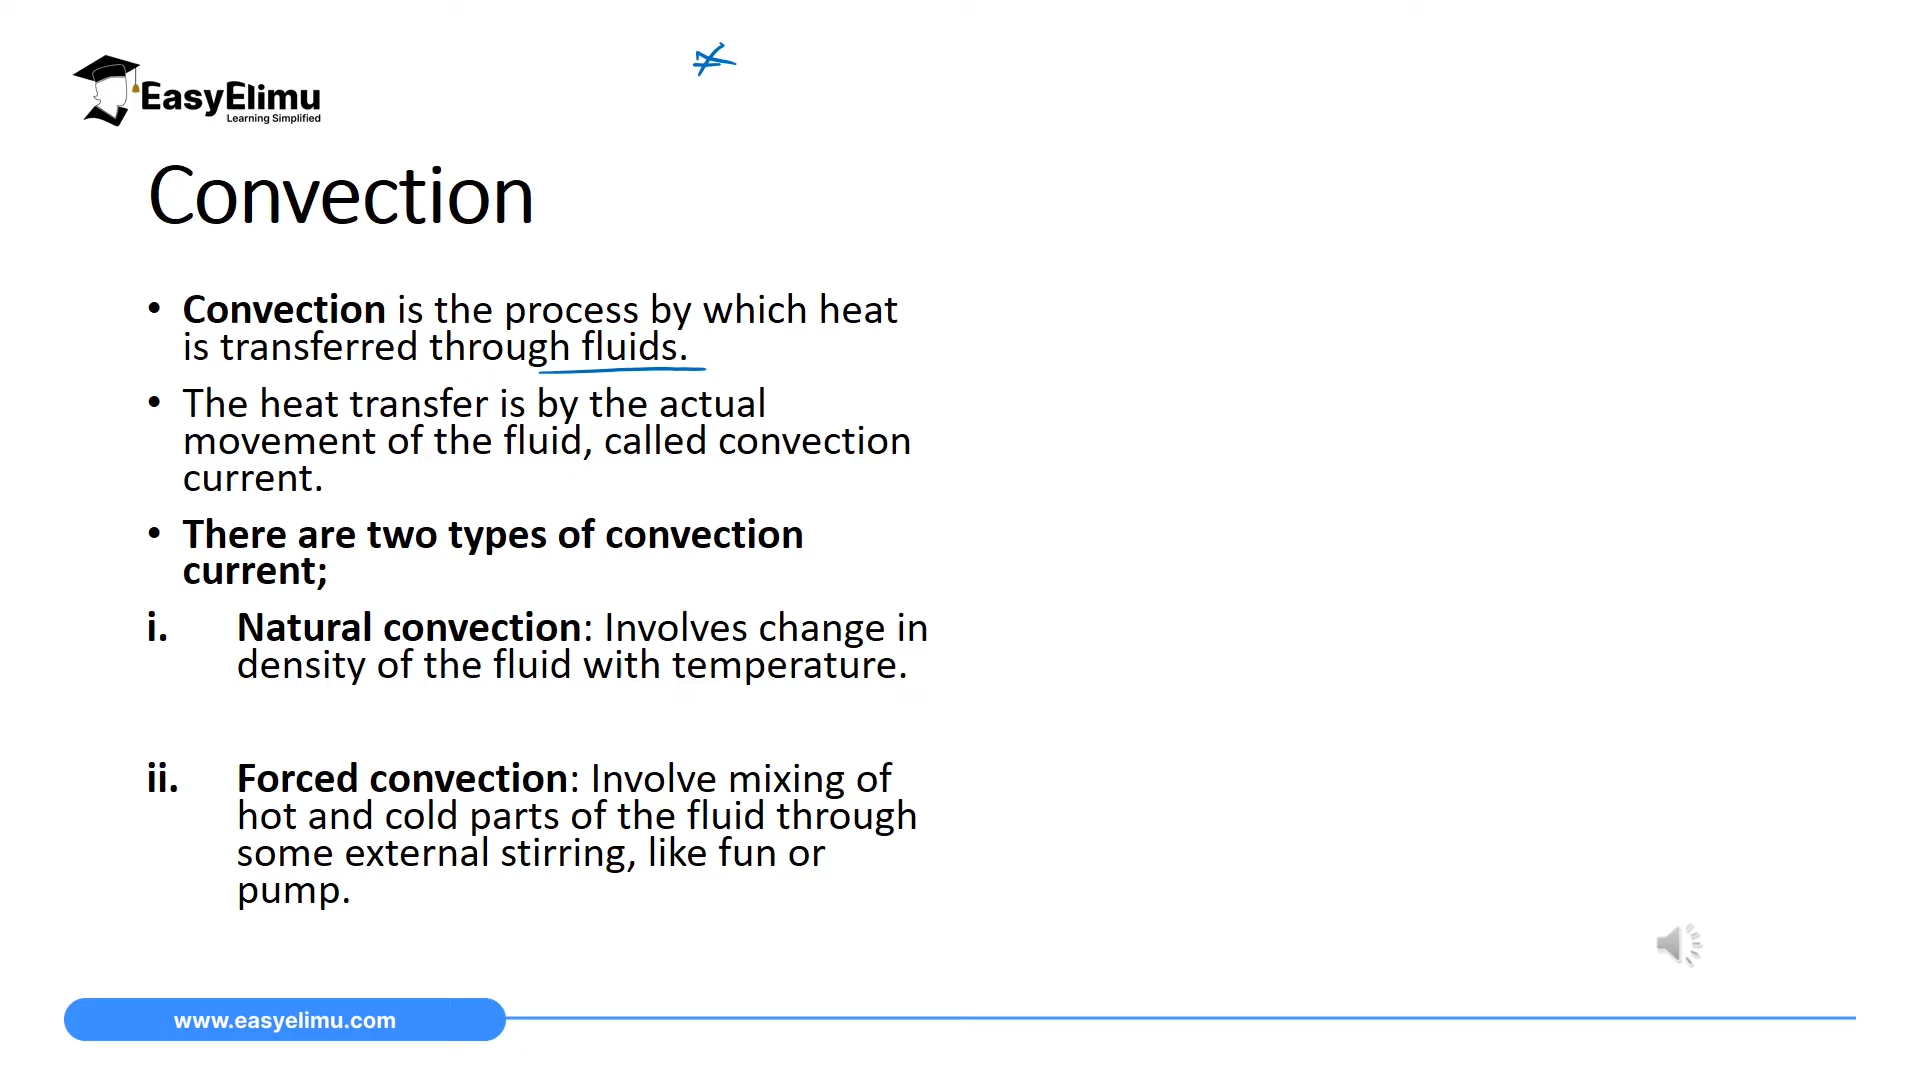 EasyElimu
Learning Simplified
Convection
• Convection is the process by which heat
is transferred through fluids.
• The heat transfer is by the actual
movement of the fluid, called convection
current.
• There are two types of convection
current;
i. Natural convection: Involves change in
density of the fluid with temperature.
ii. Forced convection: Involve mixing of
hot and cold parts of the fluid through
some external stirring, like fun or
pump.
www.easyelimu.com